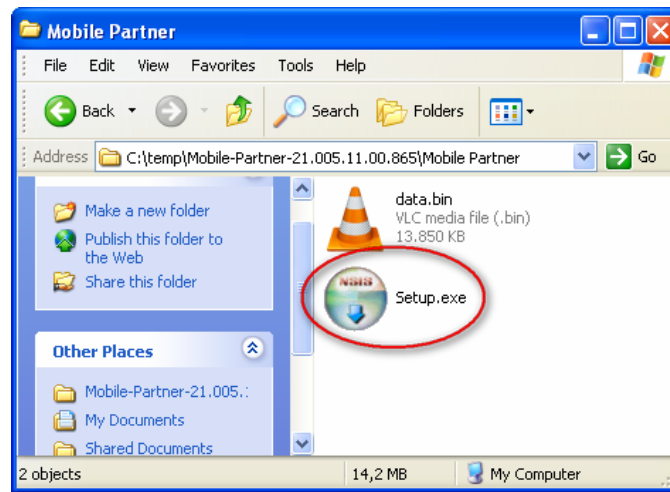 Mobile Partner
File Edit View Favorites Tools Help
Back Search Folders
Address C:\temp\Mobile-Partner-21.005.11.00.865\Mobile Partner Go
Make a new folder
Publish this folder to
the Web
Share this folder
Other Places
Mobile-Partner-21.005.:
My Documents
Shared Documents
data.bin
VLC media file (.bin)
13.850 KB
NSIS
Setup.exe
2 objects 14,2 MB My Computer